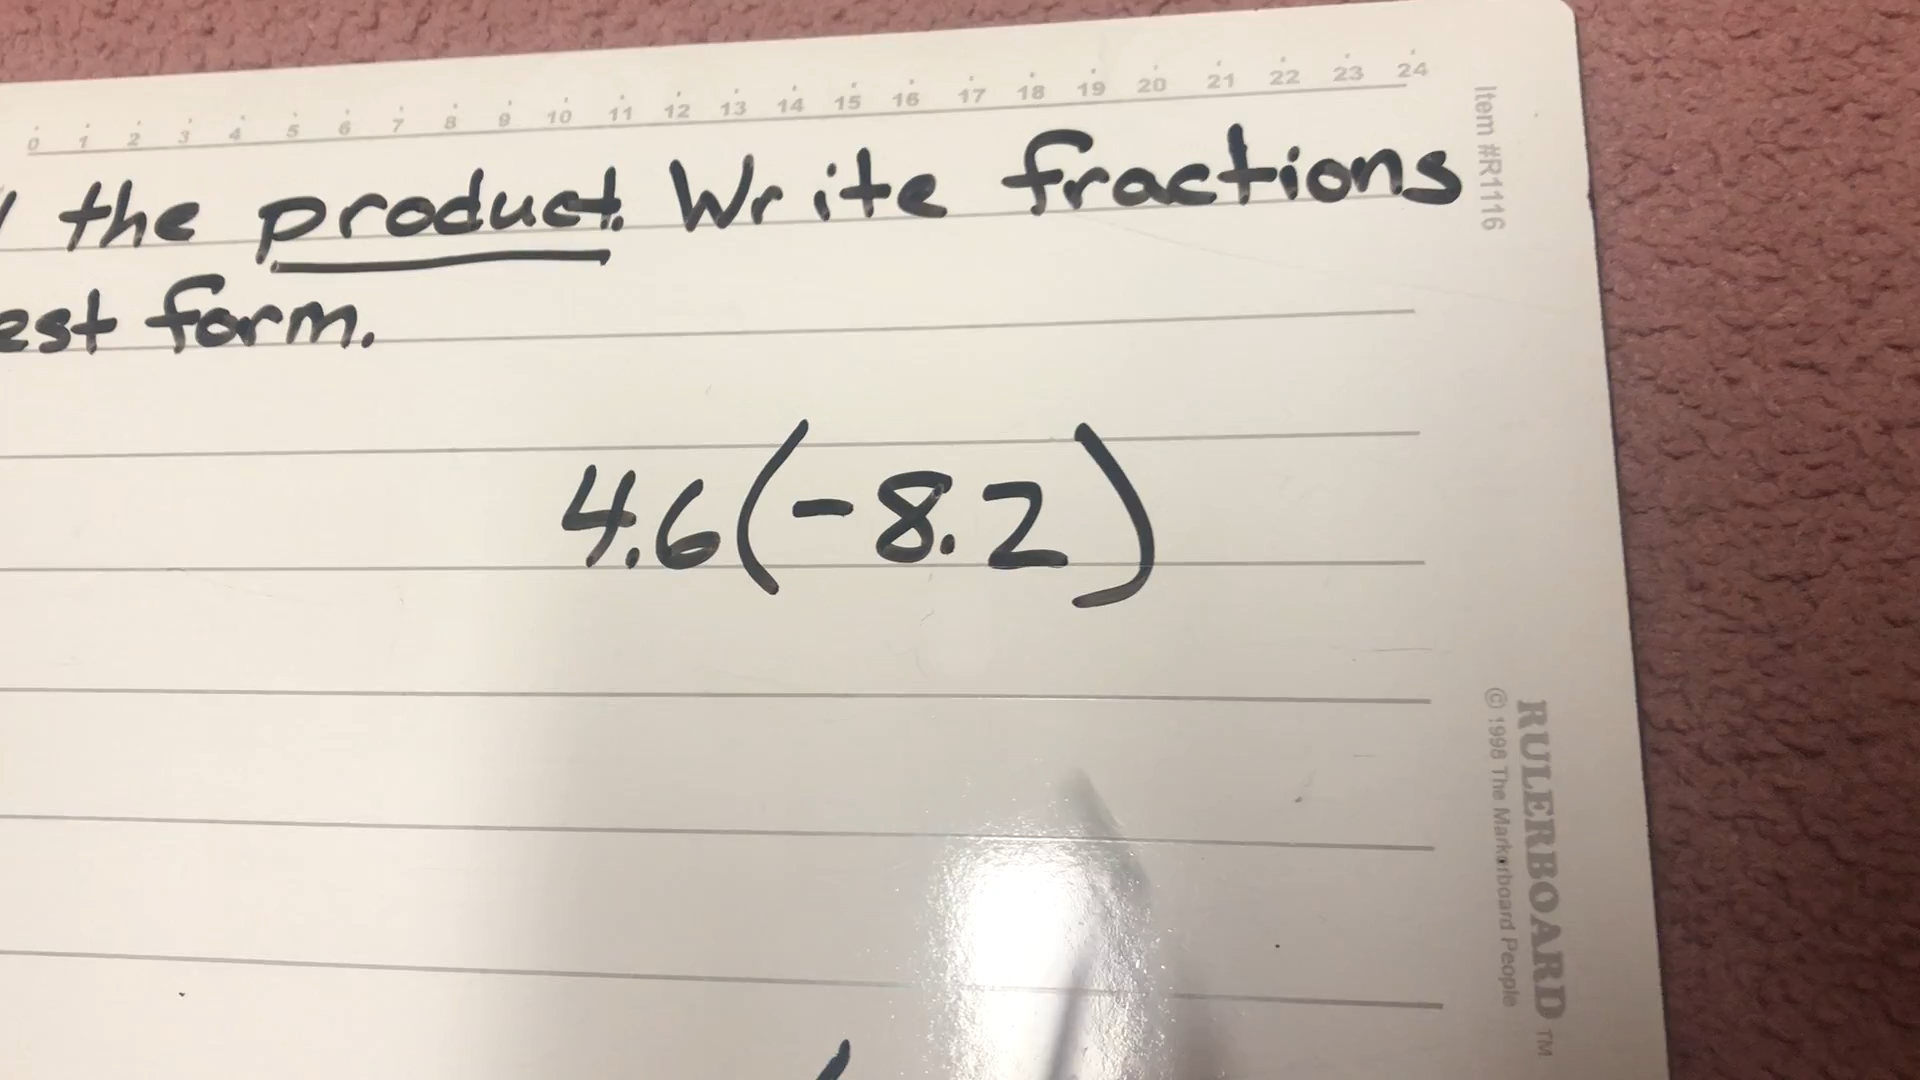 0 1 2 3 4 5 6 7 8 9 10 11 12 13 14 15 16 17 18 19 20 21 22 23 24
the product. Write fractions
est form.
4.6(-8.2)
Item #R1116
RULERBOARD TM
© 1998 The Markerboard People